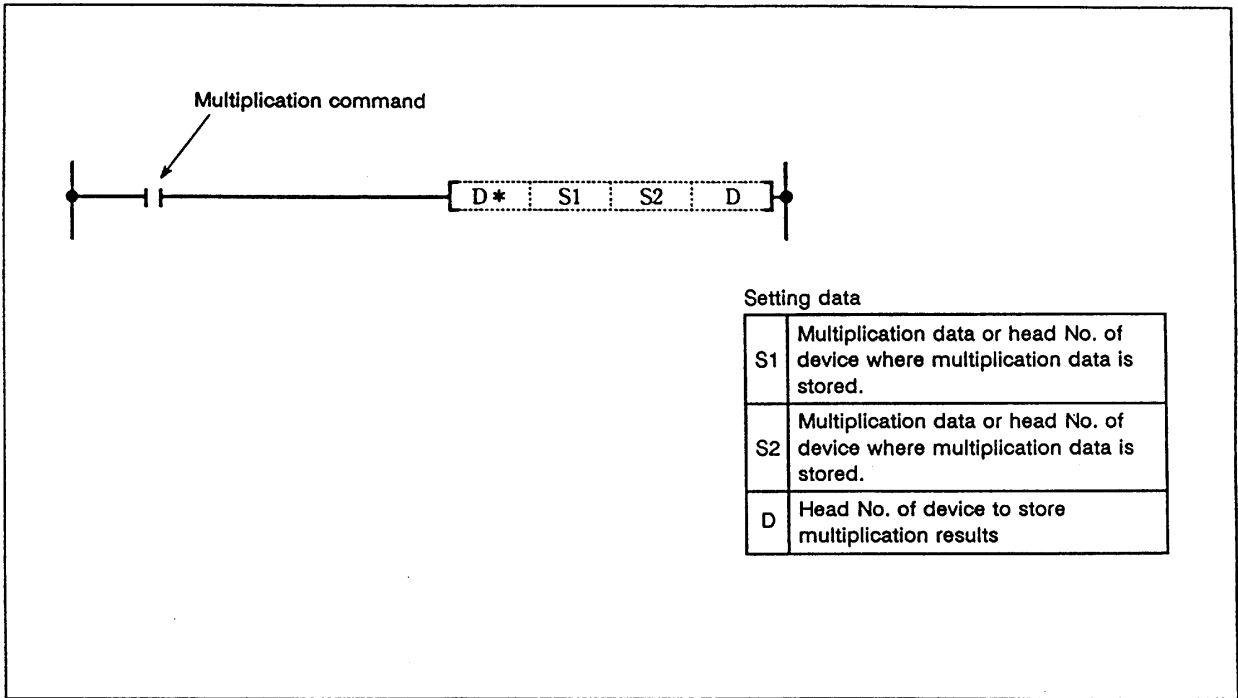 Multiplication command
D* S1 S2 D
Setting data
S1 Multiplication data or head No. of
device where multiplication data is
stored.
S2 Multiplication data or head No. of
device where multiplication data is
stored.
D Head No. of device to store
multiplication results